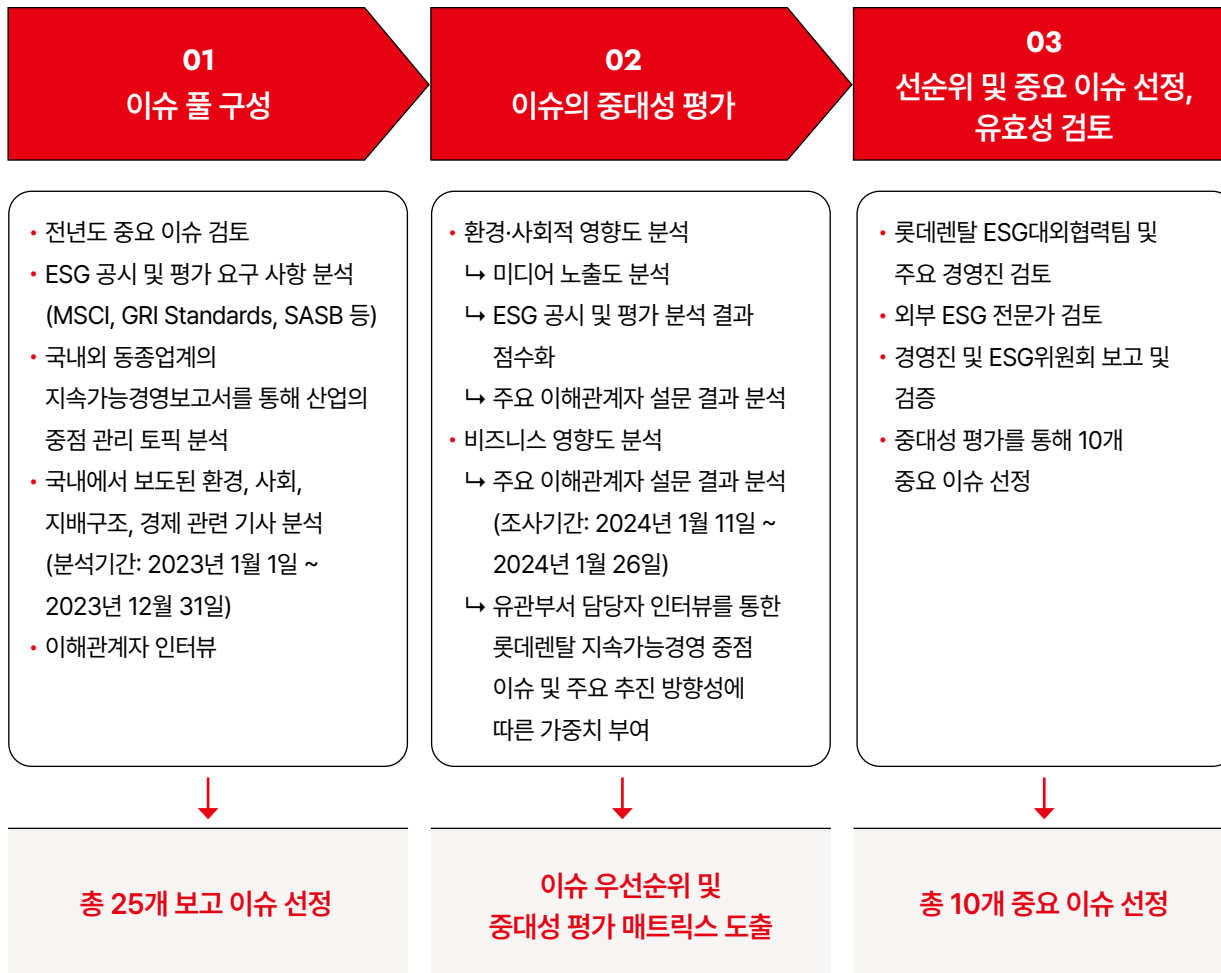 01
이슈 풀 구성
• 전년도 중요 이슈 검토
• ESG 공시 및 평가 요구 사항 분석
(MSCI, GRI Standards, SASB 등)
• 국내외 동종업계의
지속가능경영보고서를 통해 산업의
중점 관리 토픽 분석
• 국내에서 보도된 환경, 사회,
지배구조, 경제 관련 기사 분석
(분석기간: 2023년 1월 1일 ~
2023년 12월 31일)
• 이해관계자 인터뷰
총 25개 보고 이슈 선정
02
이슈의 중대성 평가
• 환경·사회적 영향도 분석
↳ 미디어 노출도 분석
↳ ESG 공시 및 평가 분석 결과
점수화
↳ 주요 이해관계자 설문 결과 분석
• 비즈니스 영향도 분석
↳ 주요 이해관계자 설문 결과 분석
(조사기간: 2024년 1월 11일 ~
2024년 1월 26일)
↳ 유관부서 담당자 인터뷰를 통한
롯데렌탈 지속가능경영 중점
이슈 및 주요 추진 방향성에
따른 가중치 부여
이슈 우선순위 및
중대성 평가 매트릭스 도출
03
선순위 및 중요 이슈 선정,
유효성 검토
• 롯데렌탈 ESG대외협력팀 및
주요 경영진 검토
• 외부 ESG 전문가 검토
• 경영진 및 ESG위원회 보고 및
검증
• 중대성 평가를 통해 10개
중요 이슈 선정
총 10개 중요 이슈 선정